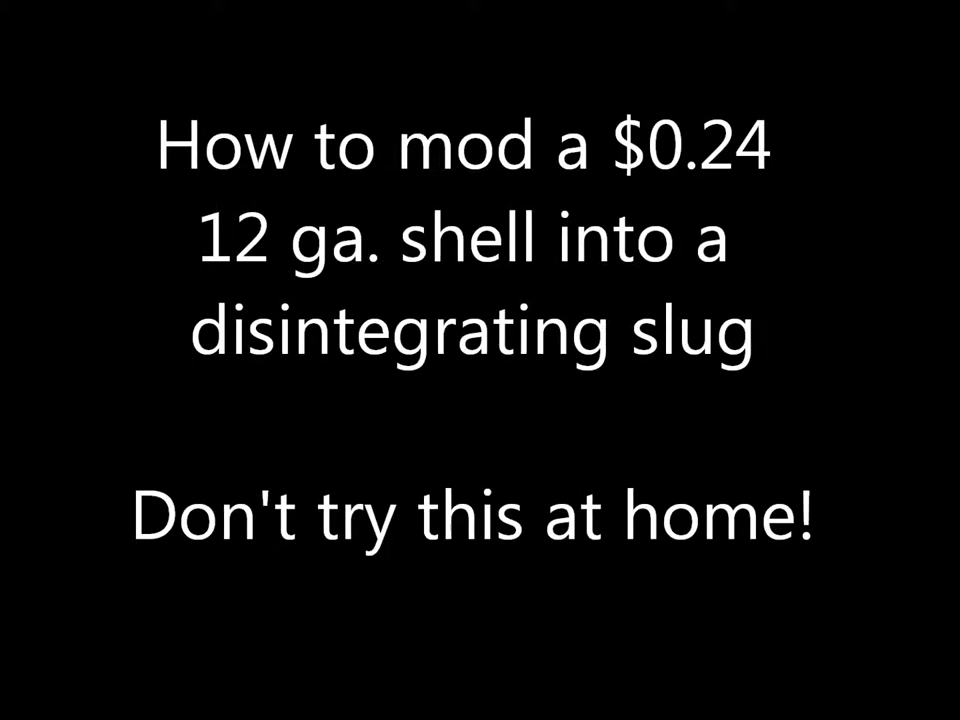 How to mod a $0.24
12 ga. shell into a
disintegrating slug
Don't try this at home!